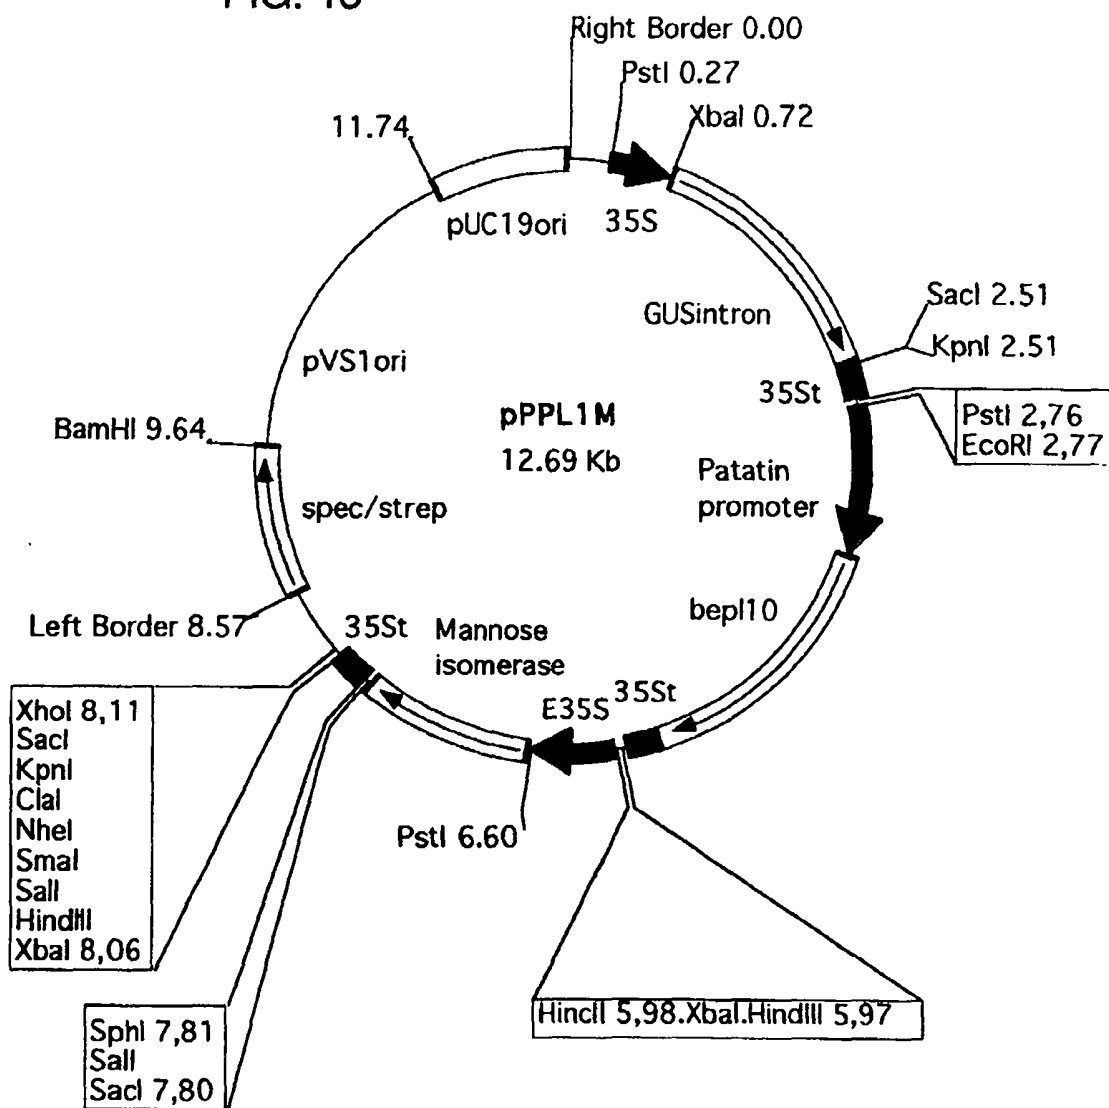 Right Border 0.00
PstI 0.27
XbaI 0.72
11.74
pUC19ori
35S
GUSintron
SacI 2.51
KpnI 2.51
35St
PstI 2,76
EcoRI 2,77
pVS1ori
pPPL1M
12.69 Kb
BamHI 9.64
Patatin
promoter
spec/strep
bepl10
Left Border 8.57
35St
Mannose
isomerase
E35S
35St
XhoI 8,11
SacI
KpnI
ClaI
NheI
SmaI
SalI
HindIII
XbaI 8,06
PstI 6.60
HincII 5,98.XbaI.HindIII 5,97
SphI 7,81
SalI
SacI 7,80